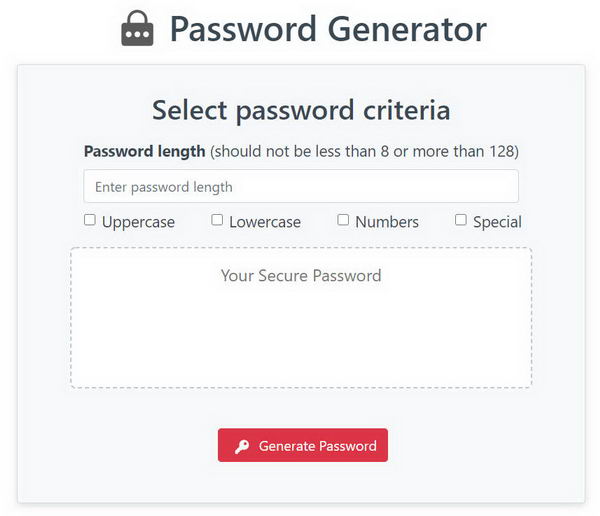 Password Generator
Select password criteria
Password length (should not be less than 8 or more than 128)
Enter password length
Uppercase Lowercase Numbers Special
Your Secure Password
Generate Password